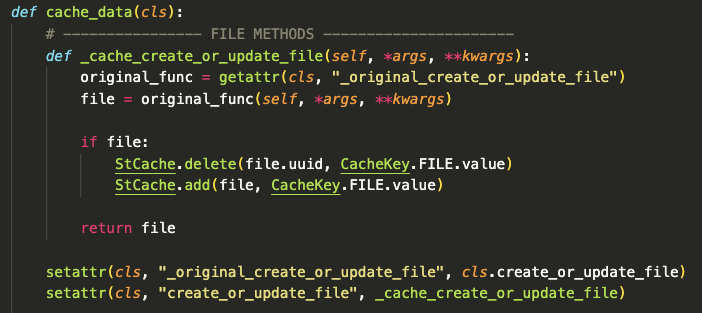 def cache_data(cls):
    # ---------------- FILE METHODS ----------------------
    def _cache_create_or_update_file(self, *args, **kwargs):
        original_func = getattr(cls, "_original_create_or_update_file")
        file = original_func(self, *args, **kwargs)

        if file:
            StCache.delete(file.uuid, CacheKey.FILE.value)
            StCache.add(file, CacheKey.FILE.value)

        return file

    setattr(cls, "_original_create_or_update_file", cls.create_or_update_file)
    setattr(cls, "create_or_update_file", _cache_create_or_update_file)